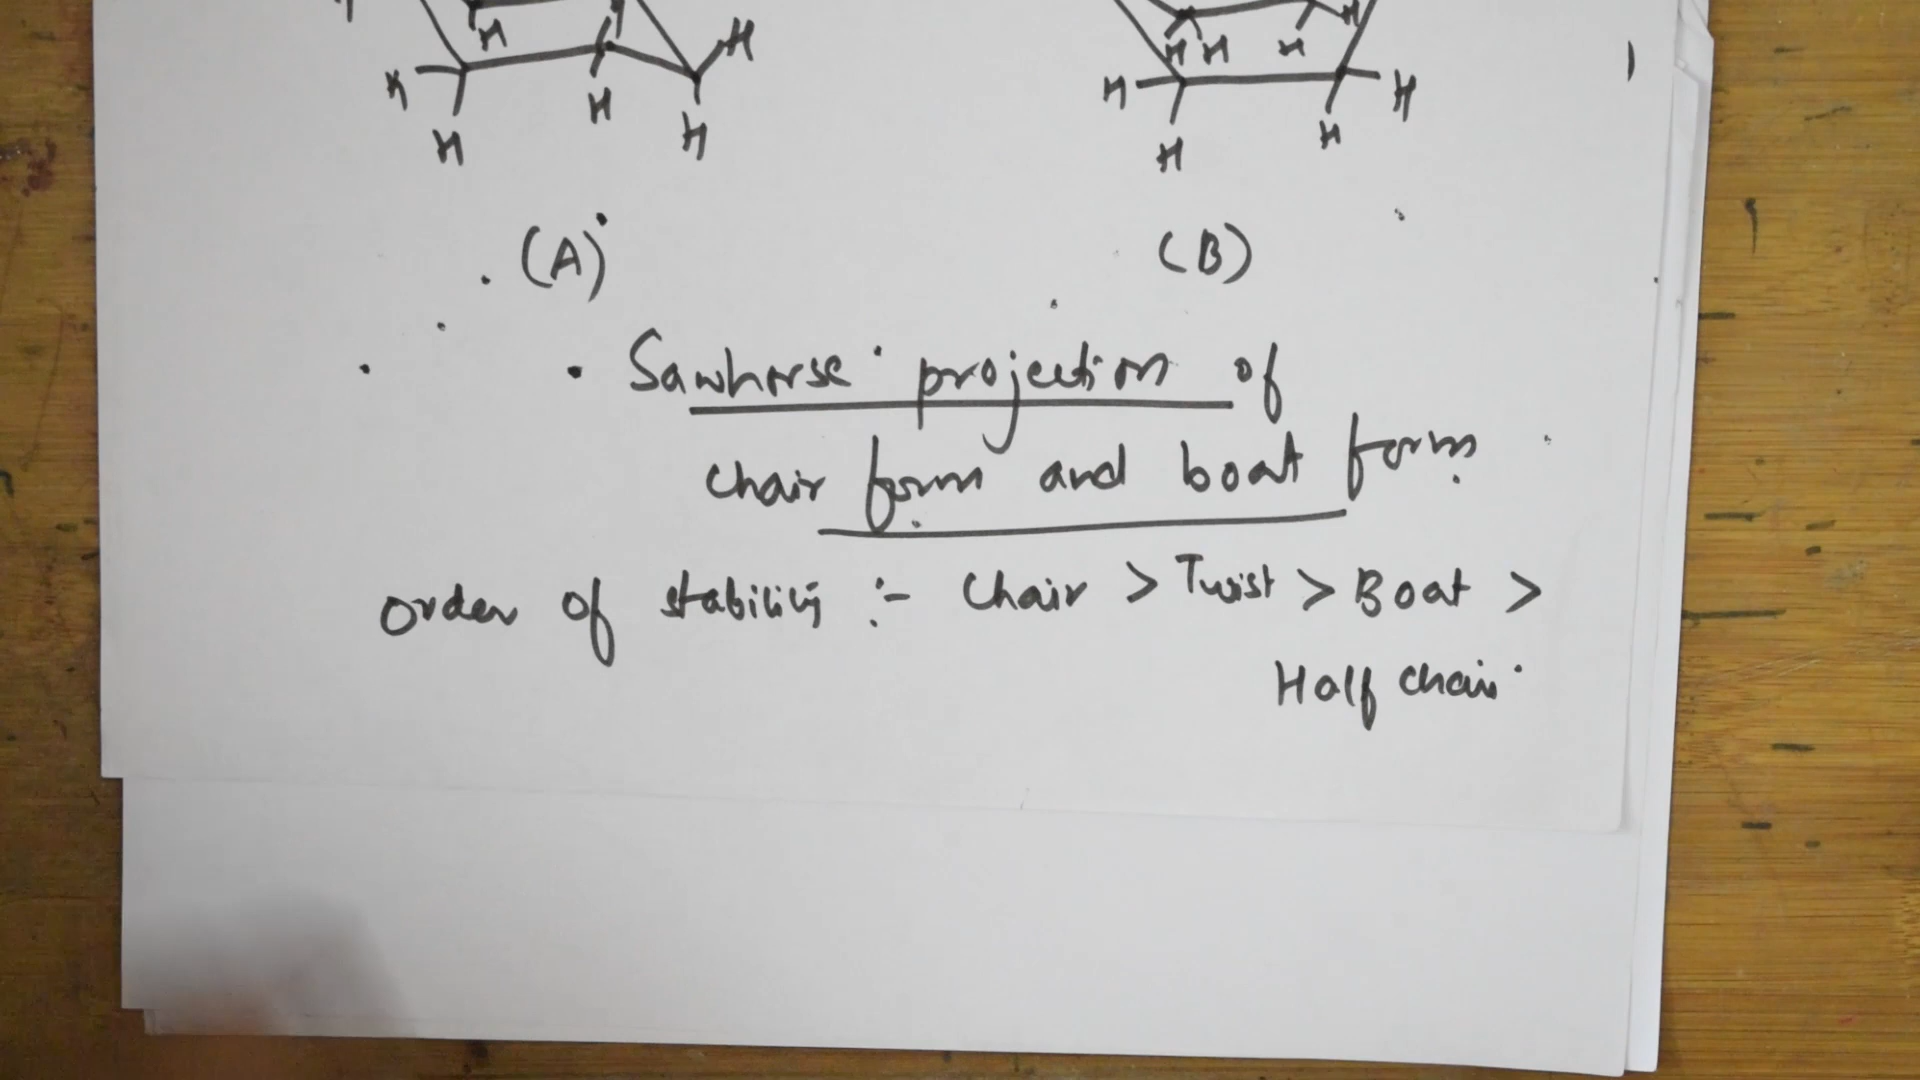 H
H
H H H
H H H H
H H
H H
(A) (B)
Sawhorse projection of
chair form and boat form
order of stability :- Chair > Twist > Boat >
Half chair